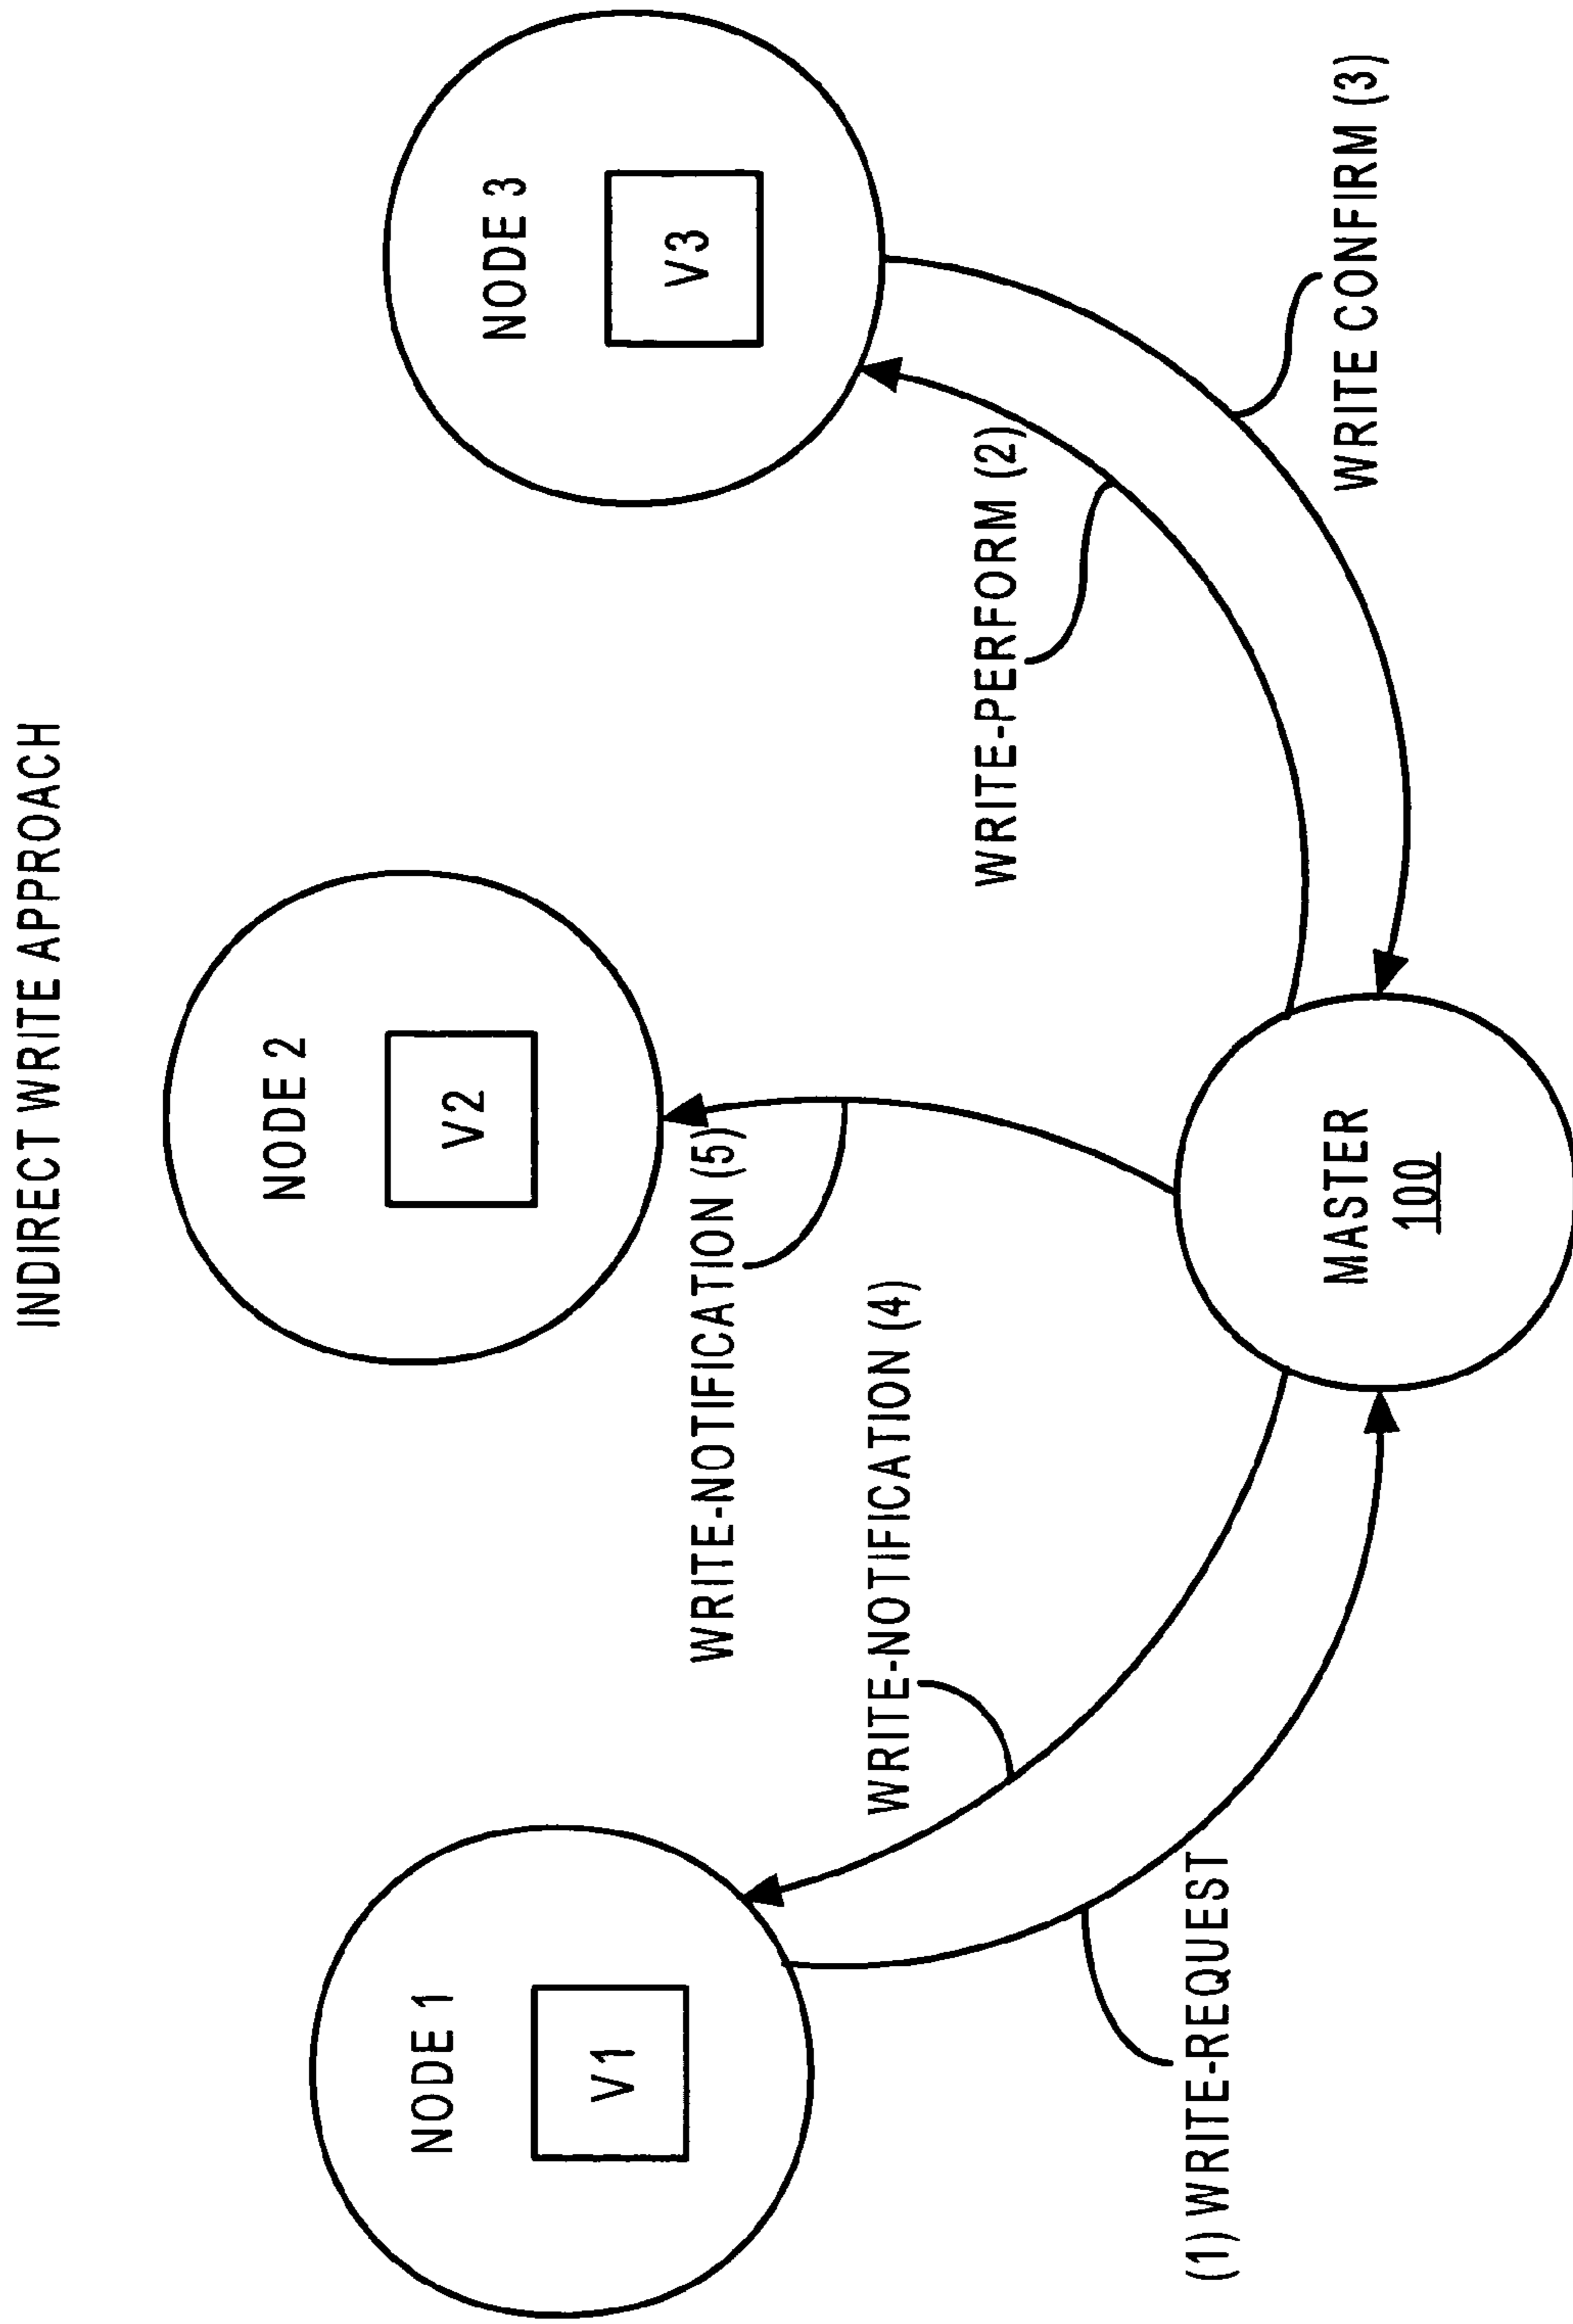 INDIRECT WRITE APPROACH
NODE 1
V1
NODE 2
V2
NODE 3
V3
WRITE-NOTIFICATION (5)
WRITE-NOTIFICATION (4)
WRITE-PERFORM (2)
(1) WRITE-REQUEST
WRITE CONFIRM (3)
MASTER
100